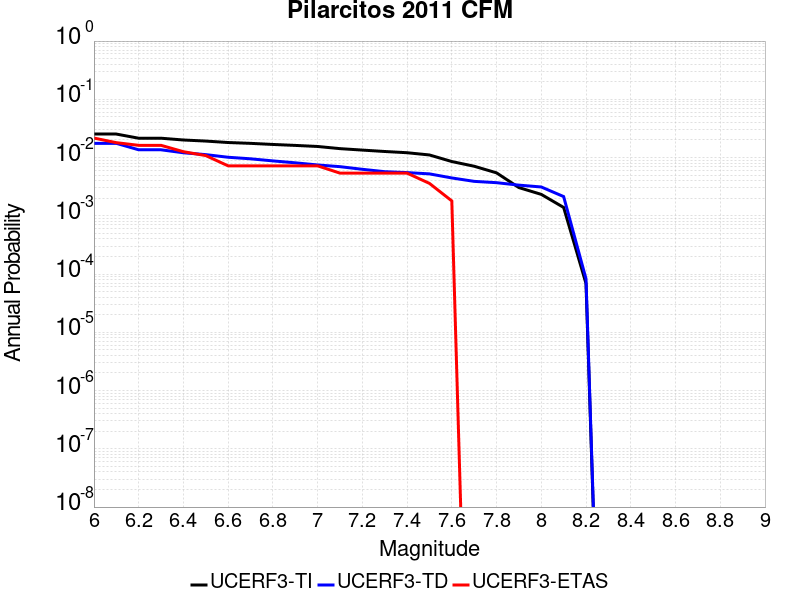 Pilarcitos 2011 CFM
10^0
10^-1
10^-2
10^-3
10^-4
10^-5
10^-6
10^-7
10^-8
Annual Probability
6 6.2 6.4 6.6 6.8 7 7.2 7.4 7.6 7.8 8 8.2 8.4 8.6 8.8 9
Magnitude
UCERF3-TI UCERF3-TD UCERF3-ETAS